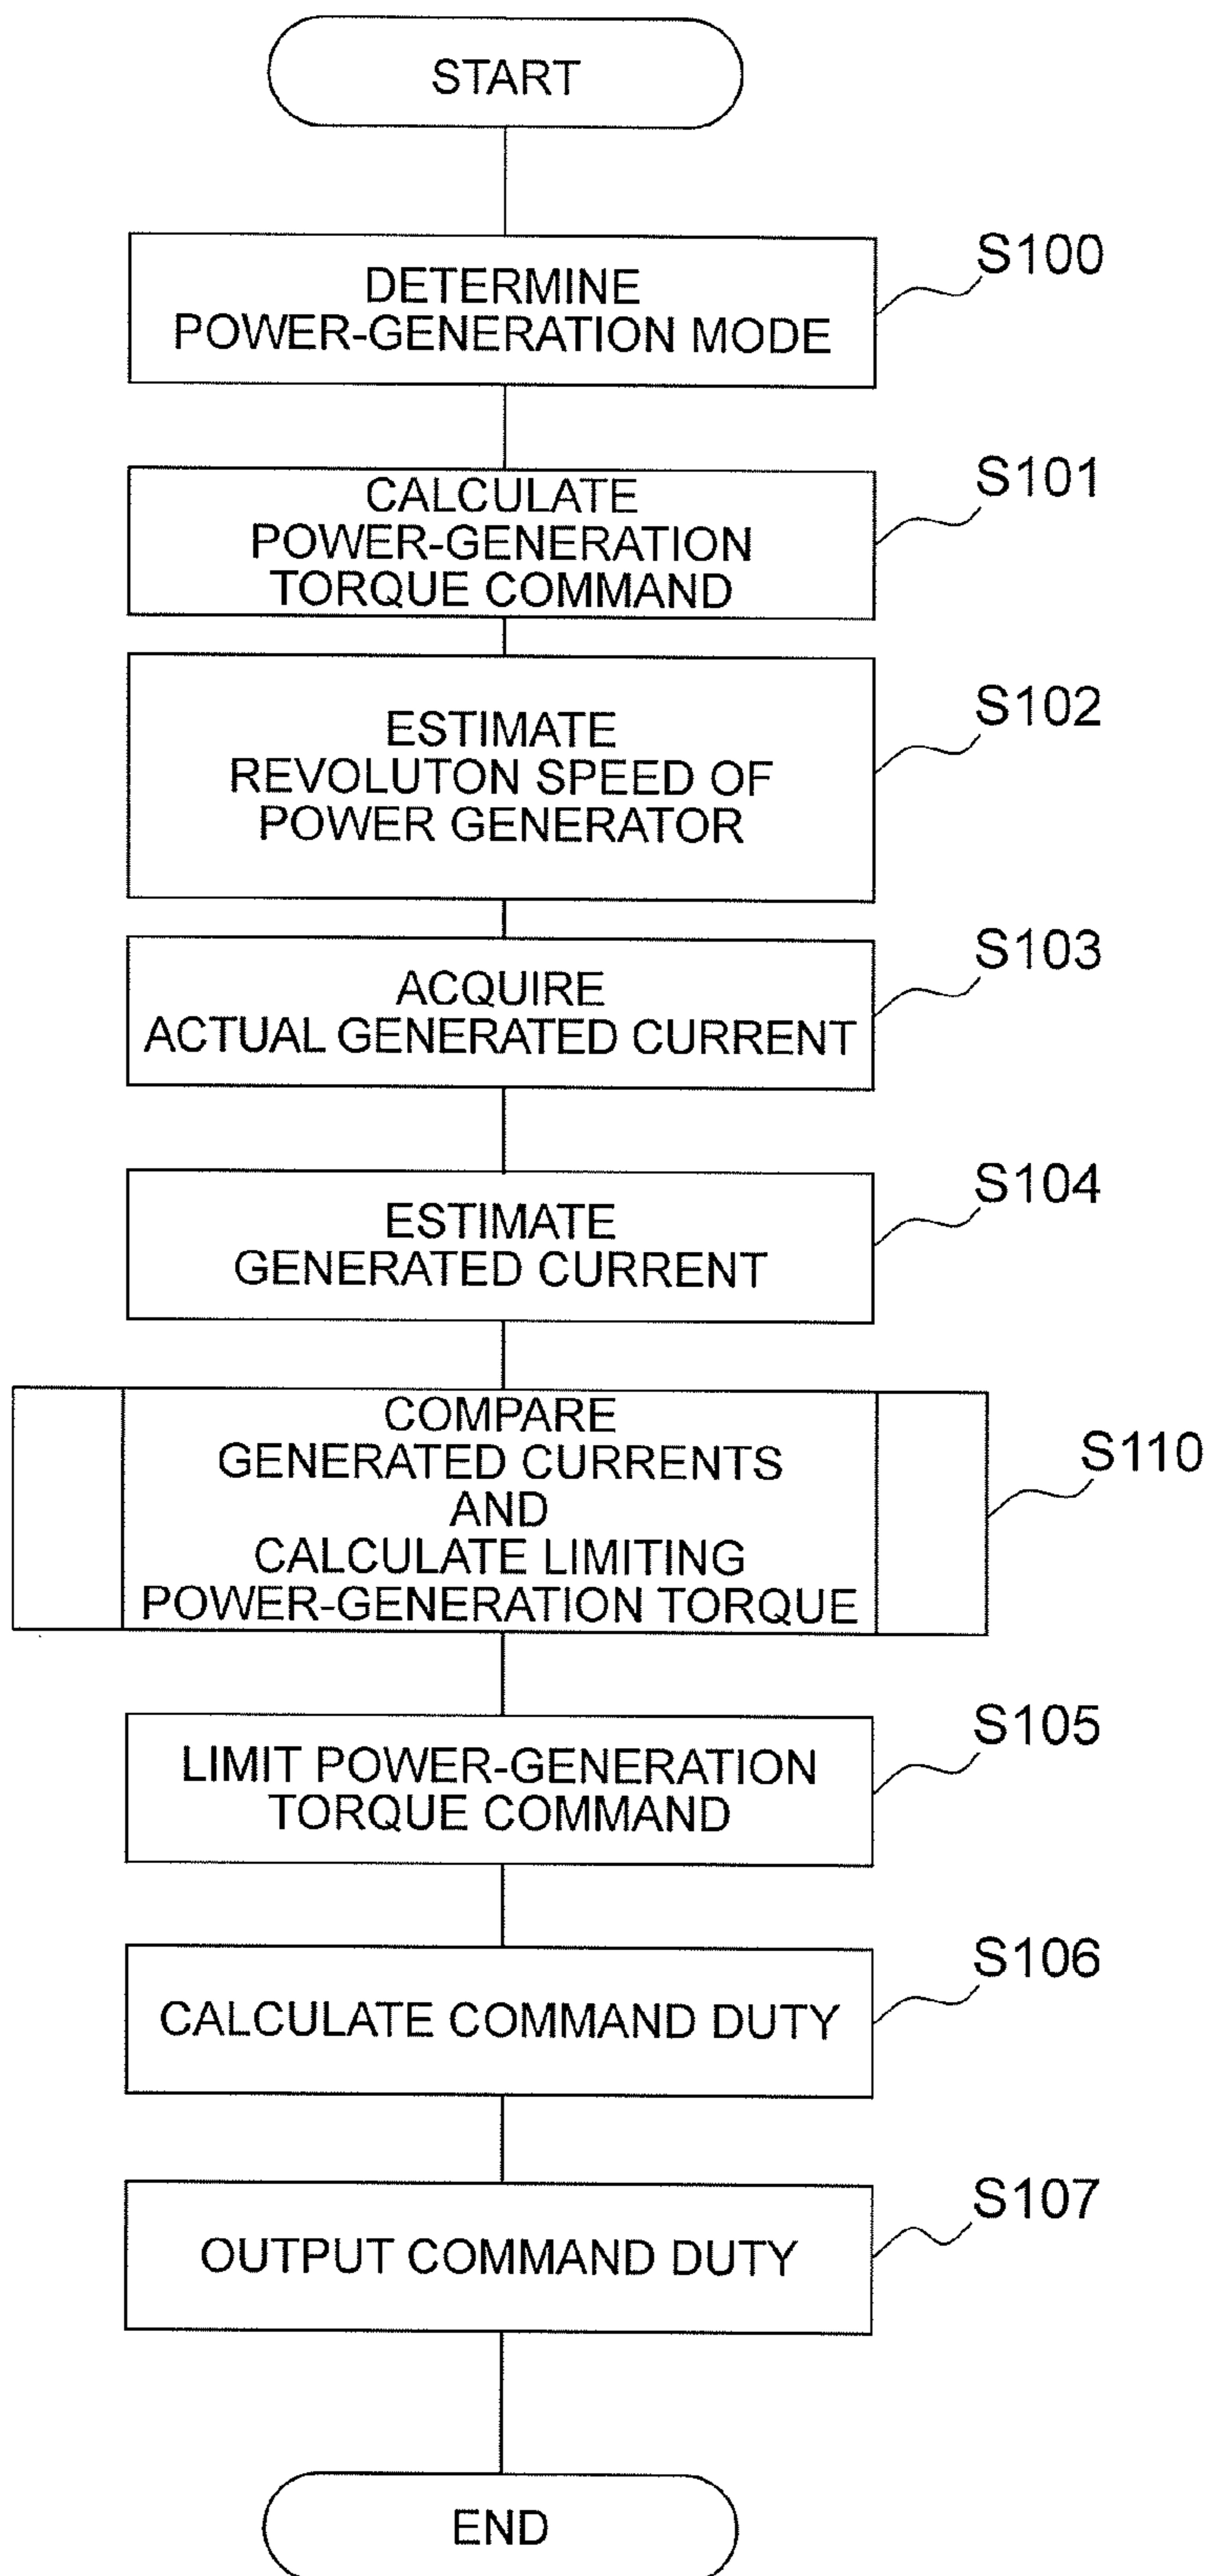 START
DETERMINE
POWER-GENERATION MODE
S100
CALCULATE
POWER-GENERATION
TORQUE COMMAND
S101
ESTIMATE
REVOLUTON SPEED OF
POWER GENERATOR
S102
ACQUIRE
ACTUAL GENERATED CURRENT
S103
ESTIMATE
GENERATED CURRENT
S104
COMPARE
GENERATED CURRENTS
AND
CALCULATE LIMITING
POWER-GENERATION TORQUE
S110
LIMIT POWER-GENERATION
TORQUE COMMAND
S105
CALCULATE COMMAND DUTY
S106
OUTPUT COMMAND DUTY
S107
END